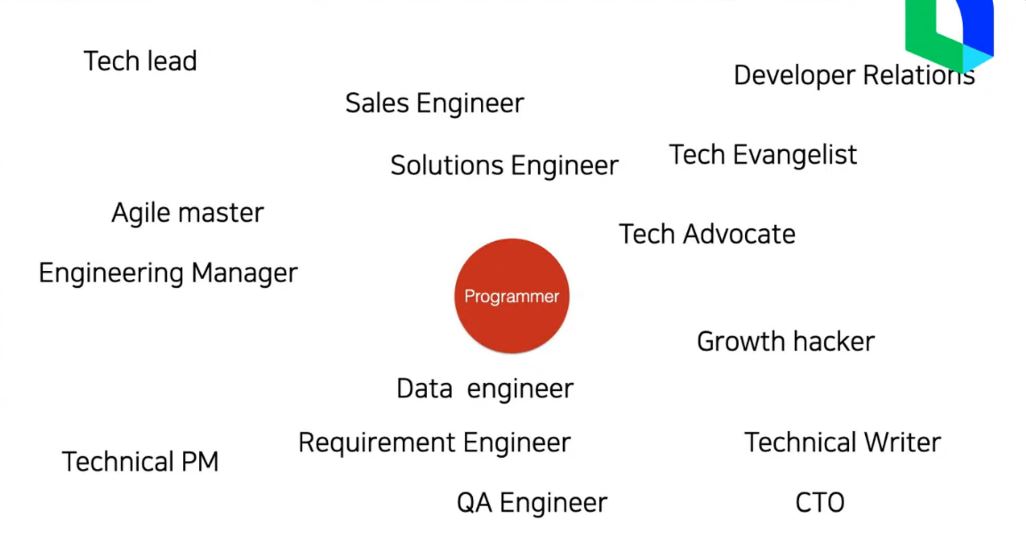 Tech lead
Developer Relations
Sales Engineer
Tech Evangelist
Solutions Engineer
Agile master
Tech Advocate
Engineering Manager
Programmer
Growth hacker
Data  engineer
Requirement Engineer
Technical Writer
Technical PM
QA Engineer
CTO